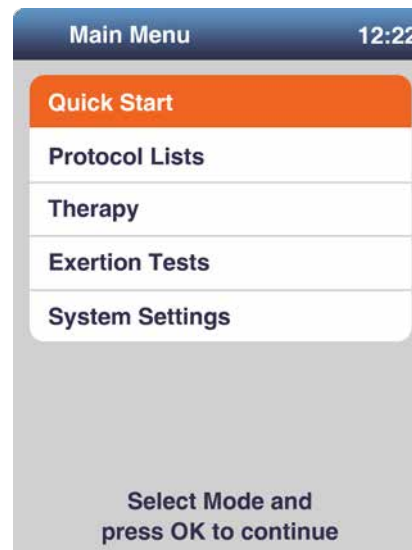 Main Menu 12:22
Quick Start
Protocol Lists
Therapy
Exertion Tests
System Settings
Select Mode and
press OK to continue